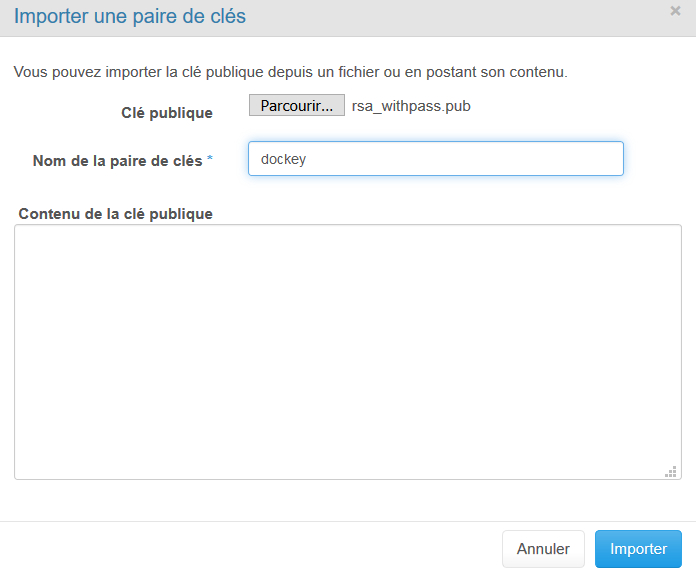 Importer une paire de clés
×
Vous pouvez importer la clé publique depuis un fichier ou en postant son contenu.
Clé publique Parcourir... rsa_withpass.pub
Nom de la paire de clés * dockey
Contenu de la clé publique
Annuler Importer